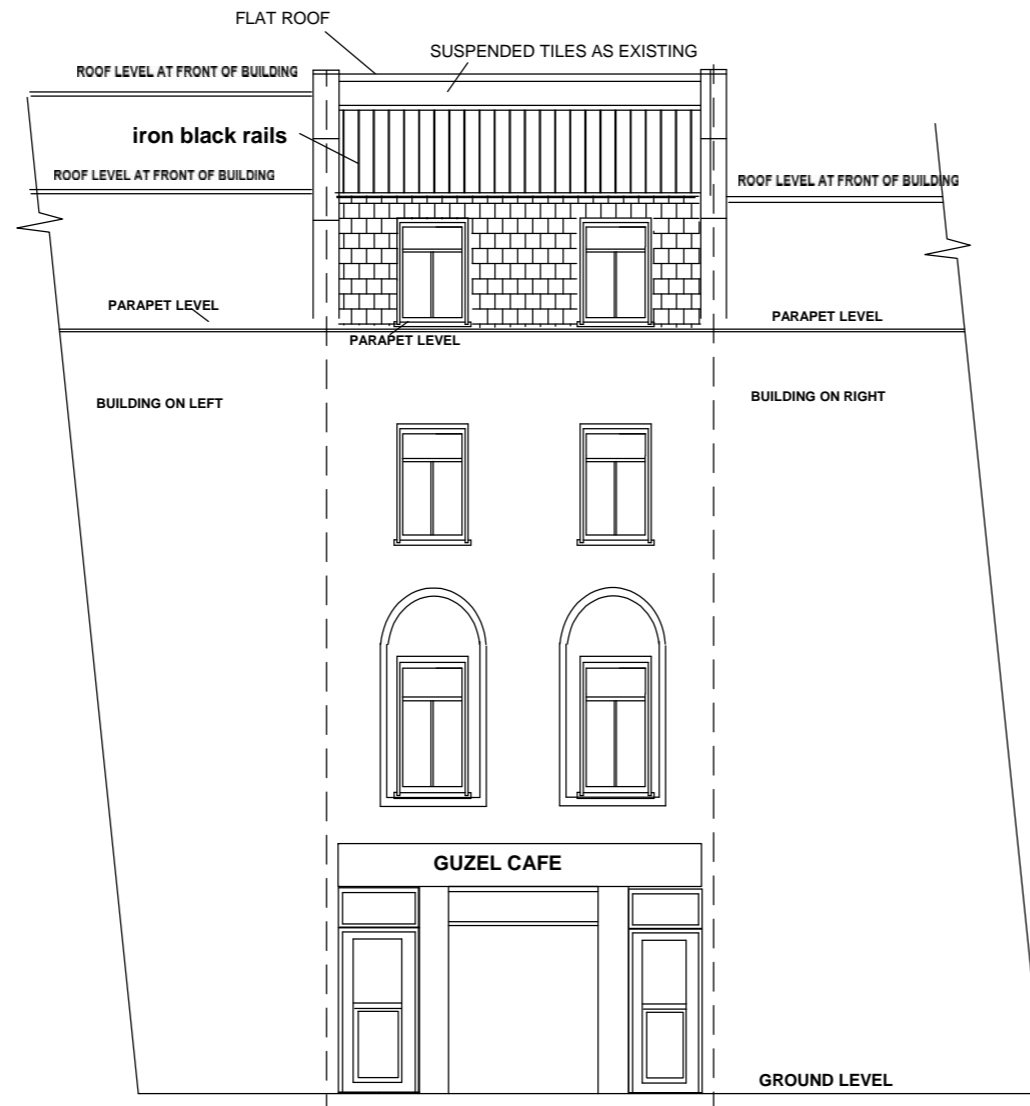 FLAT ROOF
SUSPENDED TILES AS EXISTING
ROOF LEVEL AT FRONT OF BUILDING
iron black rails
ROOF LEVEL AT FRONT OF BUILDING
ROOF LEVEL AT FRONT OF BUILDING
PARAPET LEVEL
PARAPET LEVEL
PARAPET LEVEL
BUILDING ON LEFT
BUILDING ON RIGHT
GUZEL CAFE
GROUND LEVEL